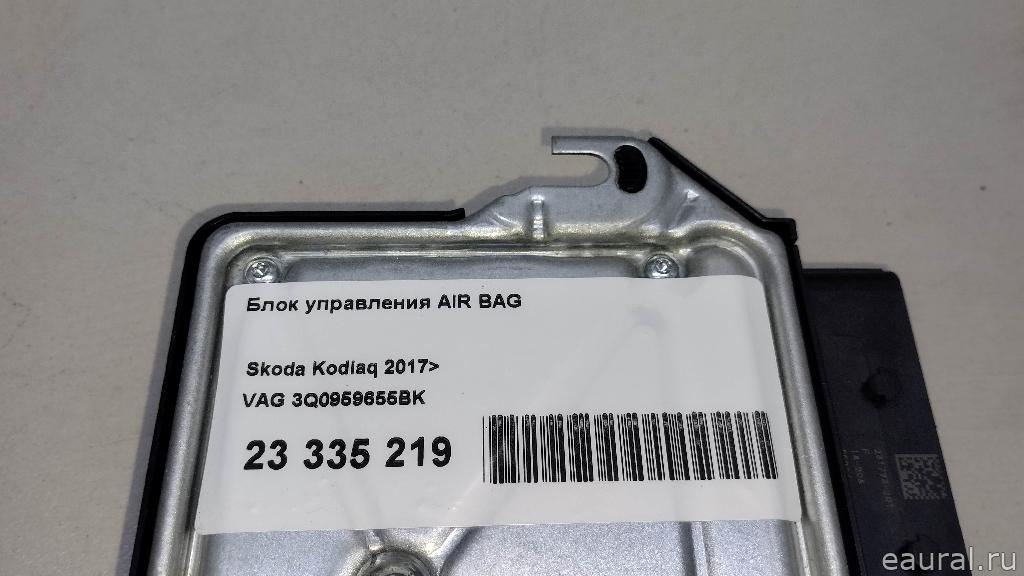 Блок управления AIR BAG
Skoda Kodiaq 2017>
VAG 3Q0959655BK
23 335 219
eaural.ru